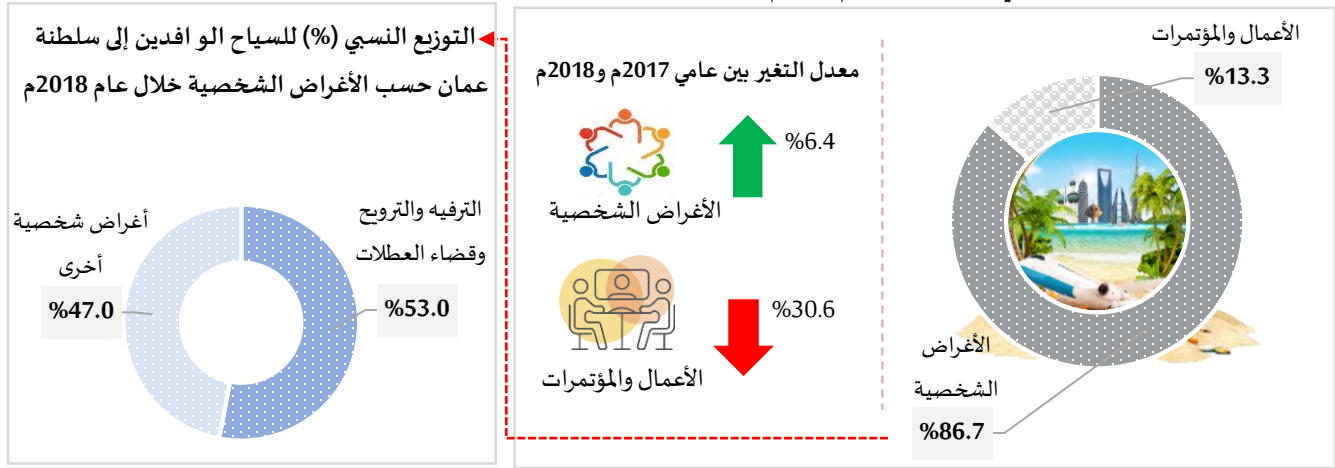 الأعمال والمؤتمرات
%13.3
الأغراض
الشخصية
%86.7
معدل التغير بين عامي 2017م و2018م
%6.4
الأغراض الشخصية
%30.6
الأعمال والمؤتمرات
التوزيع النسبي (%) للسياح الوافدين إلى سلطنة
عمان حسب الأغراض الشخصية خلال عام 2018م
الترفيه والترويح
وقضاء العطلات
%53.0
أغراض شخصية
أخرى
%47.0